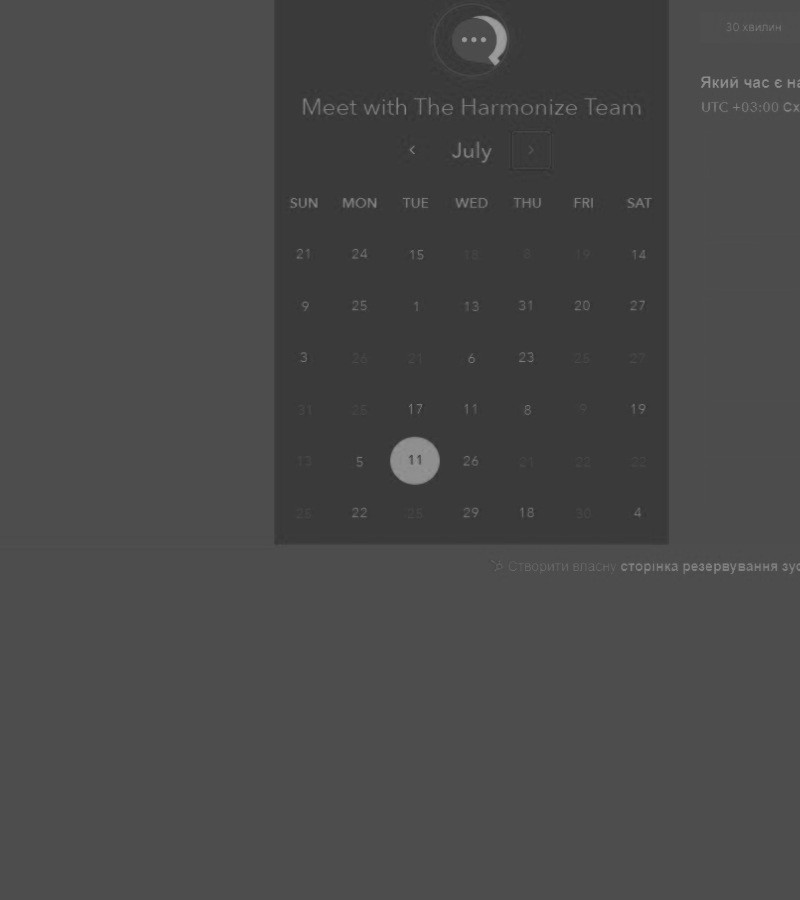 30 хвилин
Meet with The Harmonize Team
Який час є на
UTC +03:00 Сх
July
SUN MON TUE WED THU FRI SAT
21 24 15 18 8 19 14
9 25 1 13 31 20 27
3 26 21 6 23 25 27
31 25 17 11 8 9 19
13 5 11 26 21 22 22
25 22 25 29 18 30 4
Створити власну сторінка резервування зус